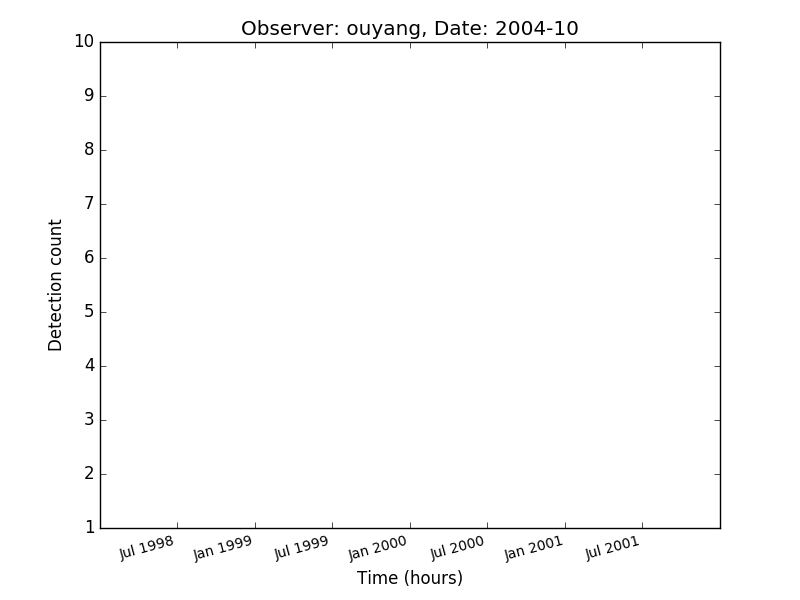 Observer: ouyang, Date: 2004-10
10
9
8
7
6
5
4
3
2
1
Detection count
Jul 1998
Jan 1999
Jul 1999
Jan 2000
Jul 2000
Jan 2001
Jul 2001
Time (hours)